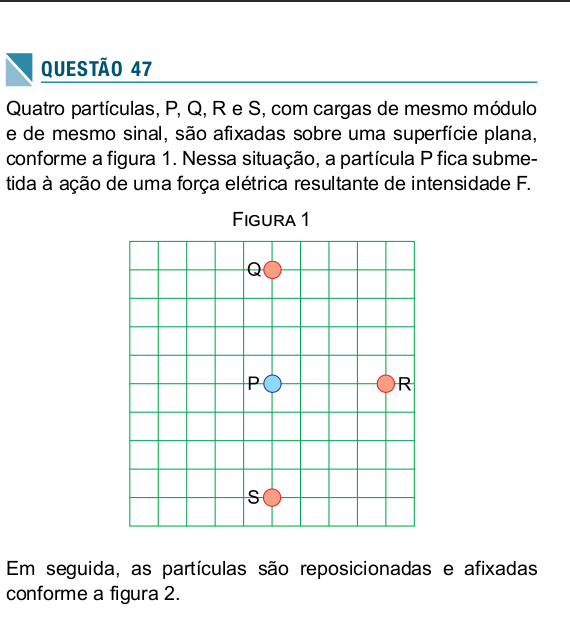 QUESTÃO 47
Quatro partículas, P, Q, R e S, com cargas de mesmo módulo
e de mesmo sinal, são afixadas sobre uma superfície plana,
conforme a figura 1. Nessa situação, a partícula P fica subme-
tida à ação de uma força elétrica resultante de intensidade F.
FIGURA 1
Q
P
R
S
Em seguida, as partículas são reposicionadas e afixadas
conforme a figura 2.